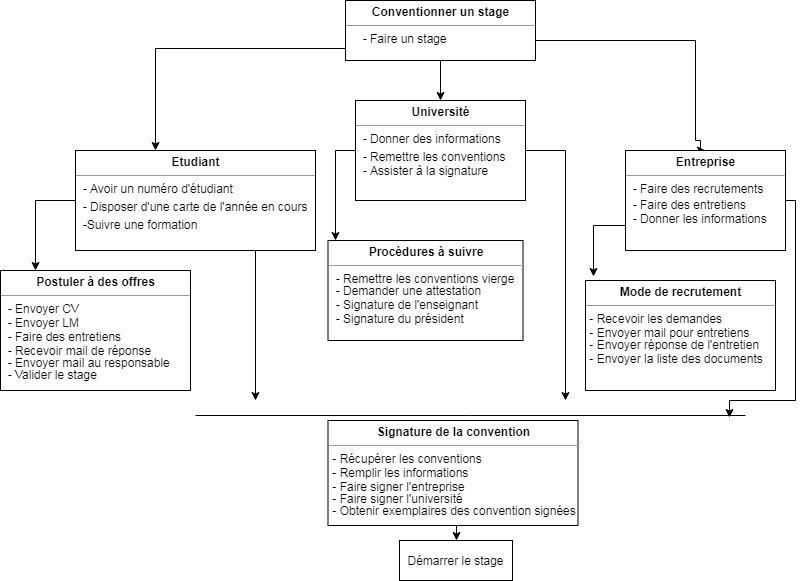 Conventionner un stage
- Faire un stage
Université
- Donner des informations
- Remettre les conventions
- Assister à la signature
Etudiant
- Avoir un numéro d'étudiant
- Disposer d'une carte de l'année en cours
-Suivre une formation
Entreprise
- Faire des recrutements
- Faire des entretiens
- Donner les informations
Postuler à des offres
- Envoyer CV
- Envoyer LM
- Faire des entretiens
- Recevoir mail de réponse
- Envoyer mail au responsable
- Valider le stage
Procédures à suivre
- Remettre les conventions vierge
- Demander une attestation
- Signature de l'enseignant
- Signature du président
Mode de recrutement
- Recevoir les demandes
- Envoyer mail pour entretiens
- Envoyer réponse de l'entretien
- Envoyer la liste des documents
Signature de la convention
- Récupérer les conventions
- Remplir les informations
- Faire signer l'entreprise
- Faire signer l'université
- Obtenir exemplaires des convention signées
Démarrer le stage